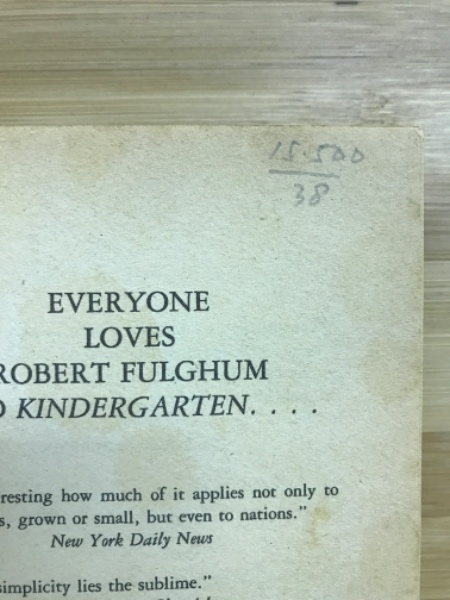 15.500
38
EVERYONE
LOVES
ROBERT FULGHUM
KINDERGARTEN. . . .
resting how much of it applies not only to
s, grown or small, but even to nations."
New York Daily News
simplicity lies the sublime."